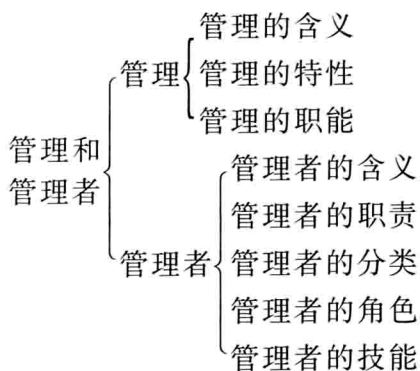 管理和
管理者
管理
管理的含义
管理的特性
管理的职能
管理者
管理者的含义
管理者的职责
管理者的分类
管理者的角色
管理者的技能